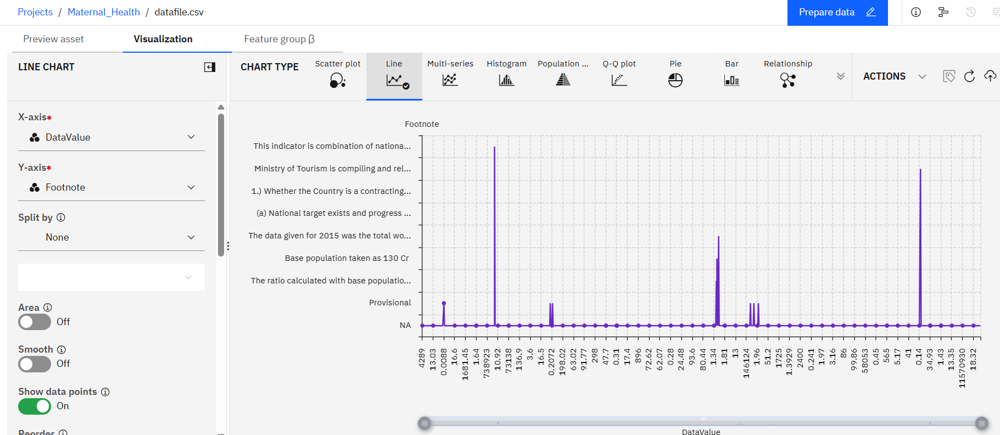 Projects / Maternal_Health / datafile.csv
Prepare data
Preview asset
Visualization
Feature group β
LINE CHART
X-axis*
DataValue
Y-axis*
Footnote
Split by
None
Area
Off
Smooth
Off
Show data points
On
Reorder
CHART TYPE
Scatter plot
Line
Multi-series
Histogram
Population ...
Q-Q plot
Pie
Bar
Relationship
ACTIONS
Footnote
This indicator is combination of nationa...
Ministry of Tourism is compiling and rel...
1.) Whether the Country is a contracting...
(a) National target exists and progress ...
The data given for 2015 was the total wo...
Base population taken as 130 Cr
The ratio calculated with base populatio...
Provisional
NA
4289
13.03
0.0088
16.6
1681.45
1.64
738923
10.92
73138
136.9
3.6
16.5
0.2072
198.02
63.02
91.77
298
47.7
0.31
17.4
896
72.62
62.07
0.28
24.48
93.6
80.44
1.34
1.81
13
146124
1.96
51.2
1725
1.3929
2400
0.241
1.97
3.16
86
99.86
58053
0.45
565
5.17
41
0.14
34.93
1.43
13.35
11570930
18.32
DataValue